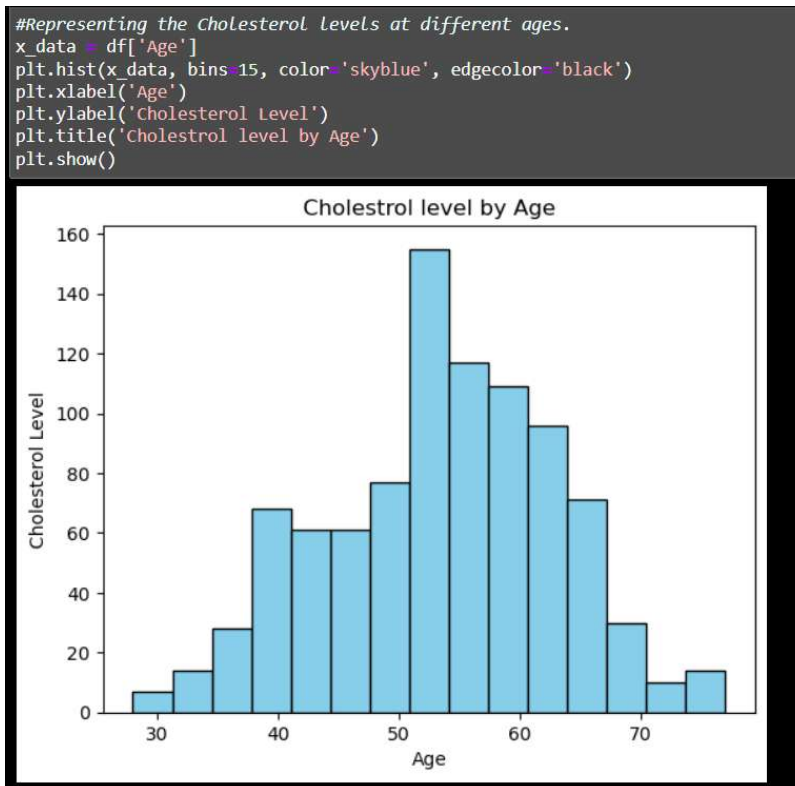 #Representing the Cholesterol levels at different ages.
x_data = df['Age']
plt.hist(x_data, bins=15, color='skyblue', edgecolor='black')
plt.xlabel('Age')
plt.ylabel('Cholesterol Level')
plt.title('Cholestrol level by Age')
plt.show()
Cholestrol level by Age
160
140
120
100
80
60
40
20
0
Cholesterol Level
30 40 50 60 70
Age